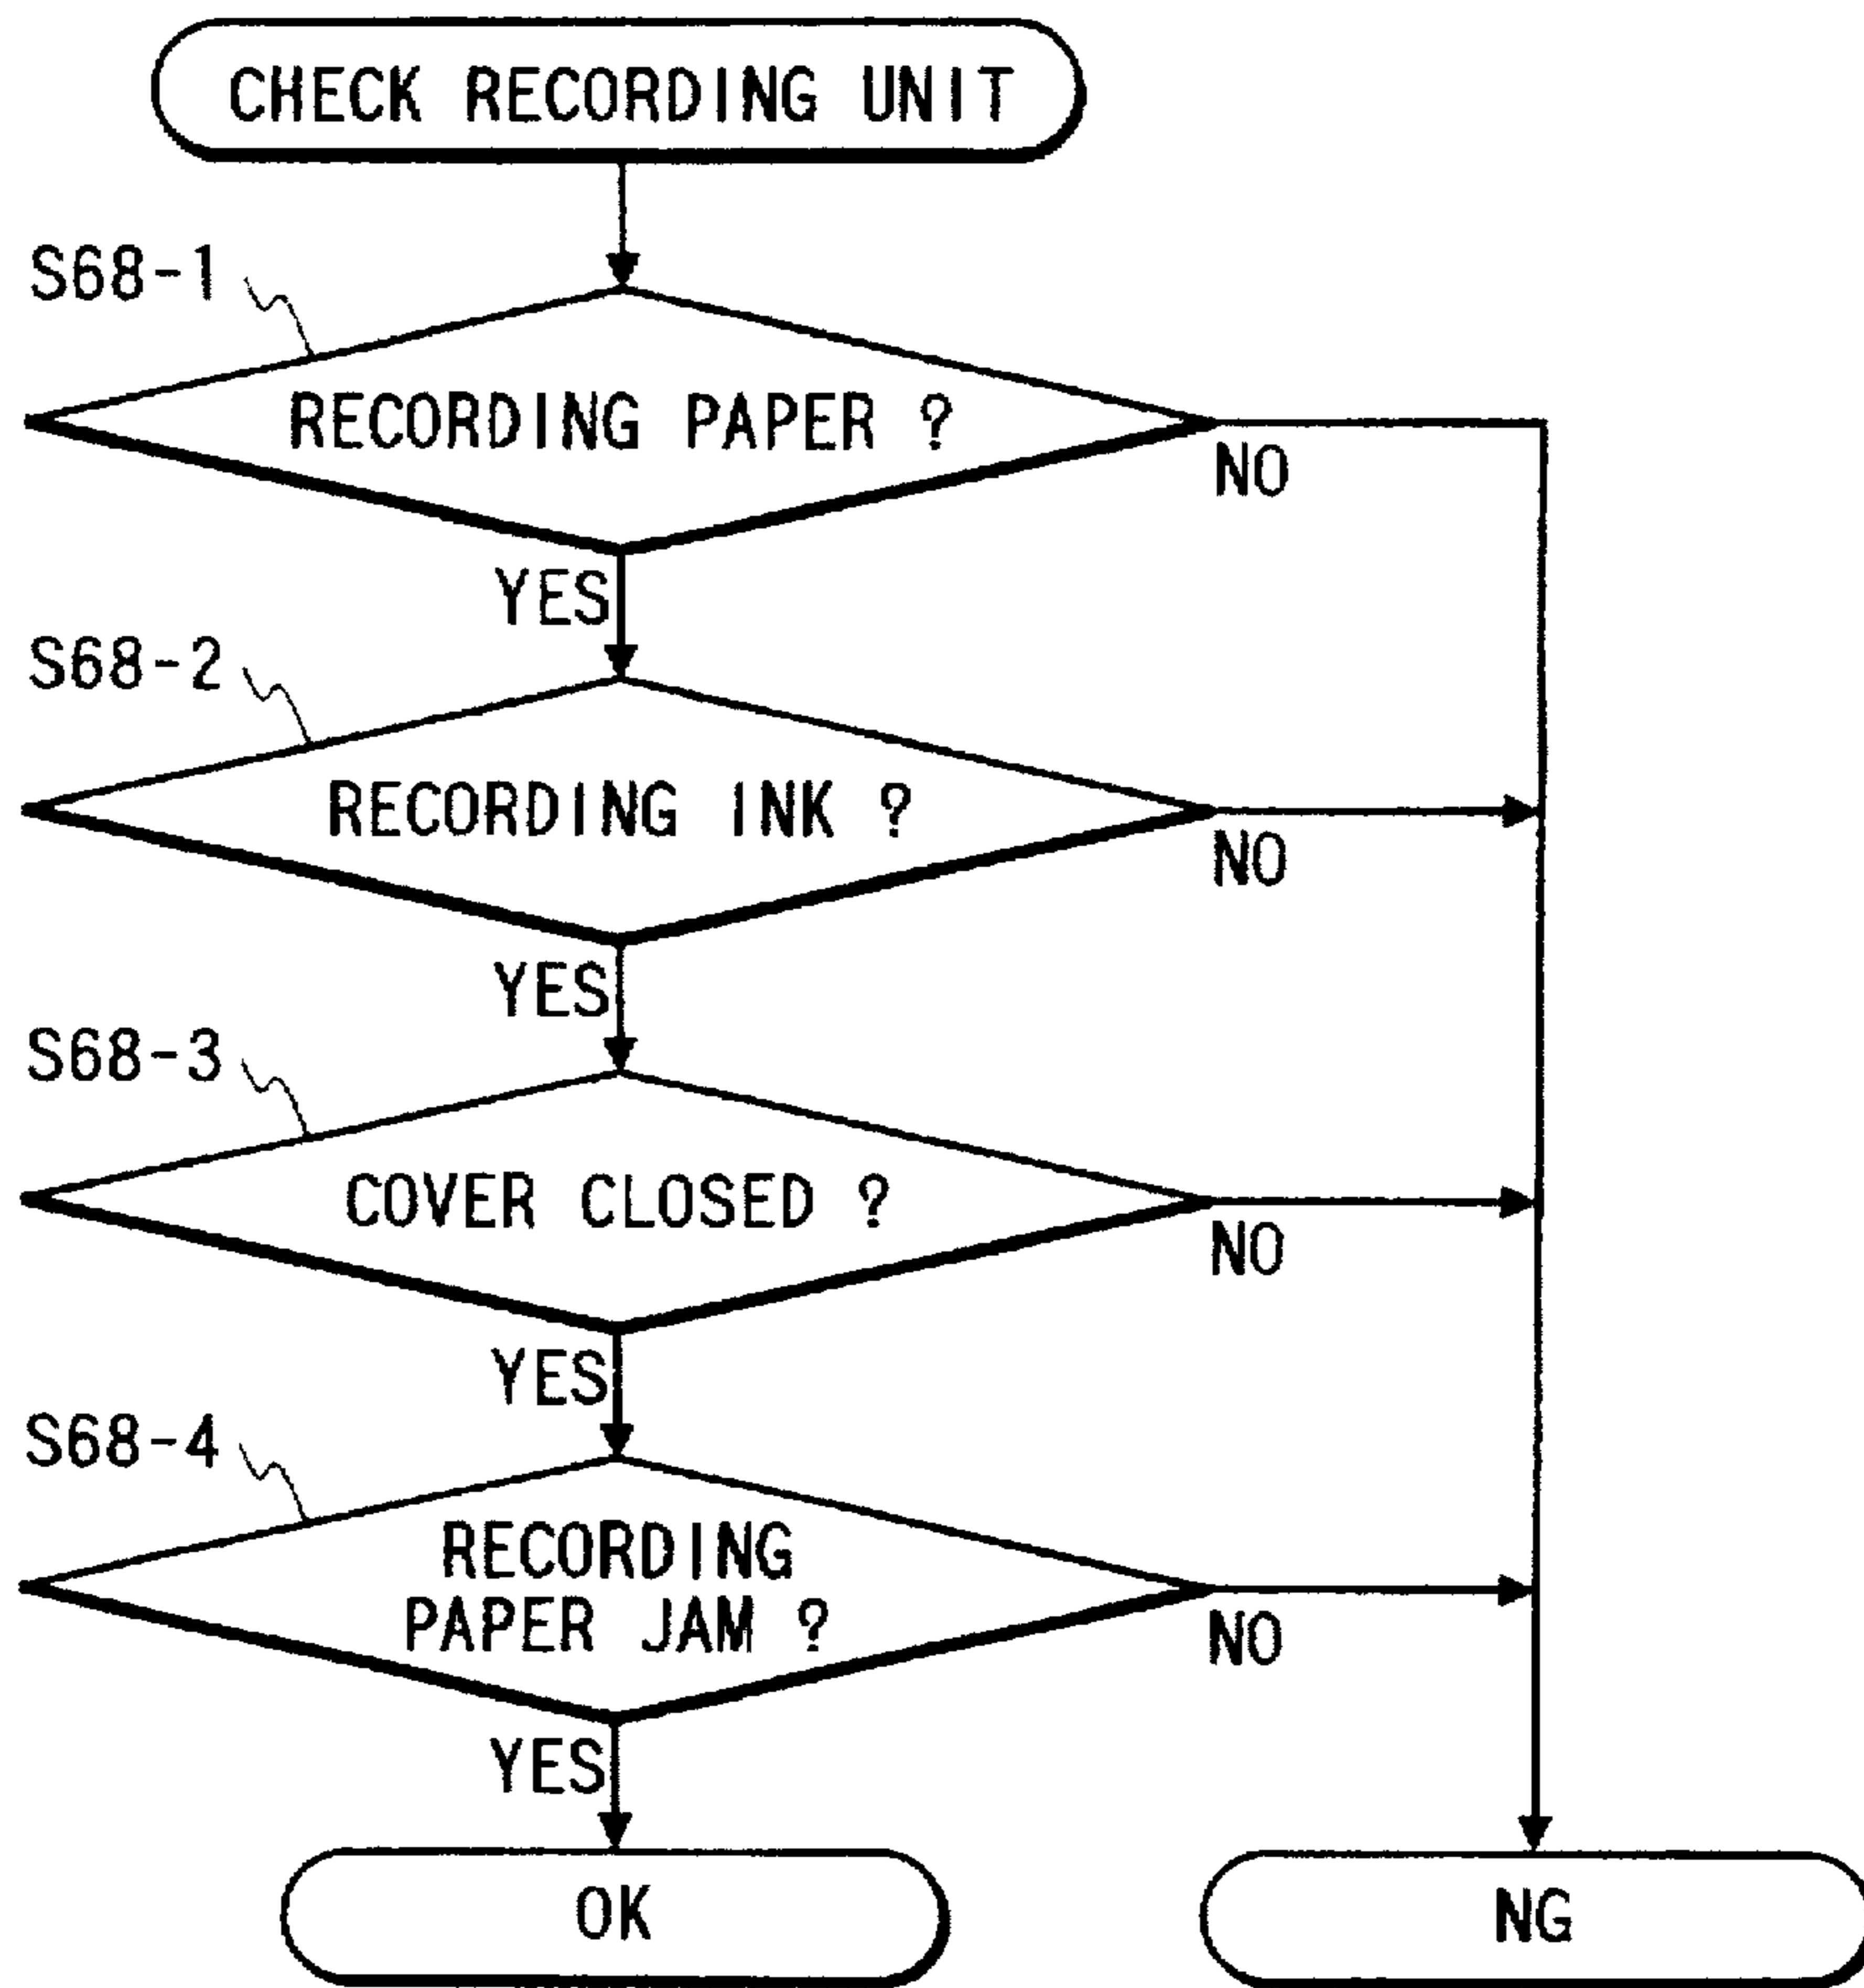 CHECK RECORDING UNIT
S68-1
RECORDING PAPER ?
NO
YES
S68-2
RECORDING INK ?
NO
YES
S68-3
COVER CLOSED ?
NO
YES
S68-4
RECORDING
PAPER JAM ?
NO
YES
OK
NG